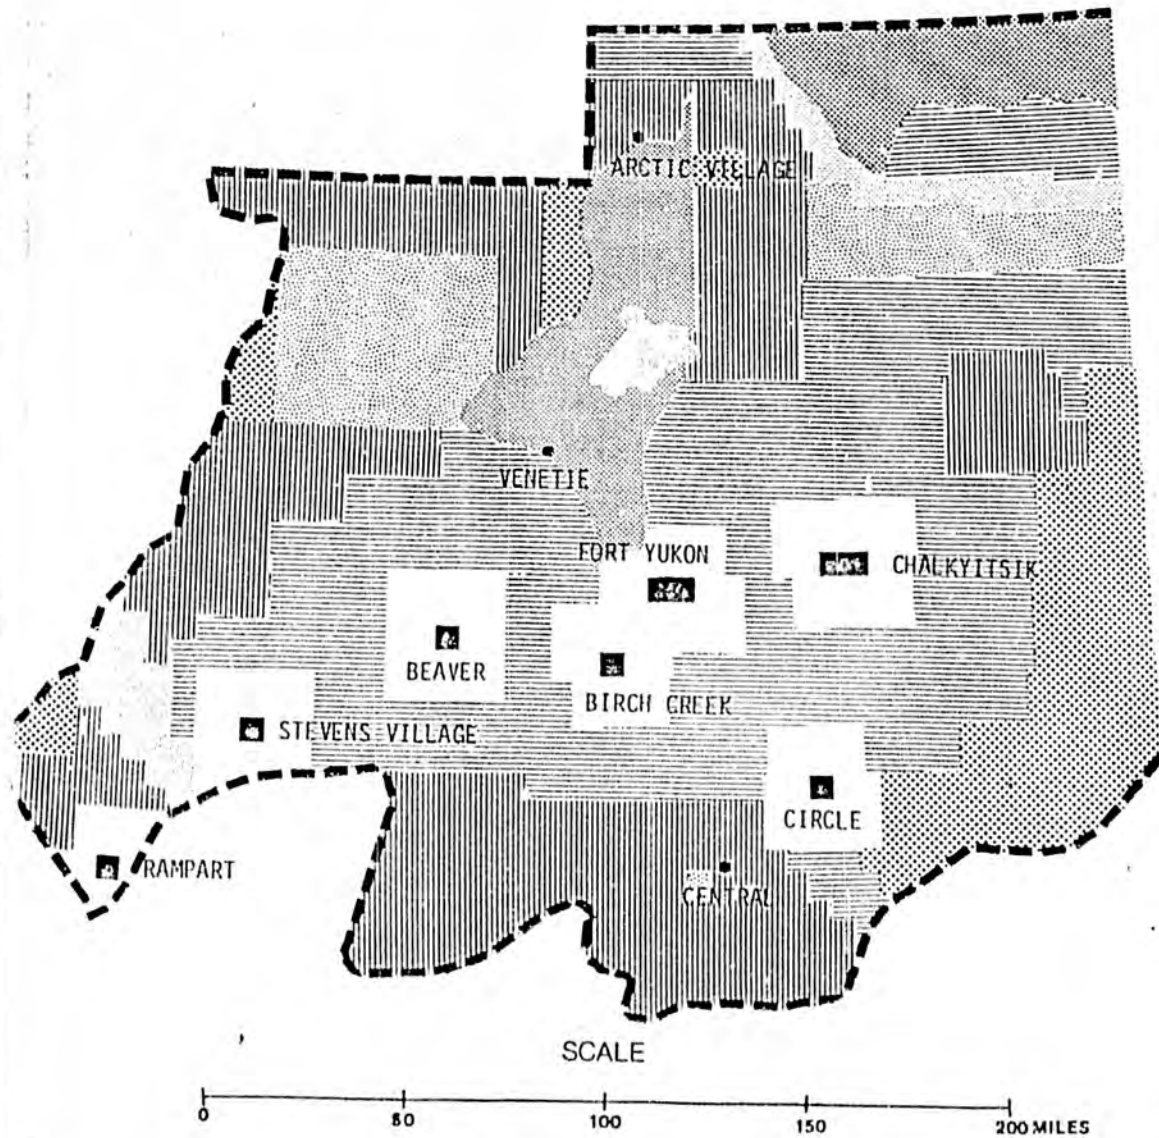 ARCTIC VILLAGE
VENETIE
FORT YUKON
CHALKYITSIK
BEAVER
BIRCH CREEK
STEVENS VILLAGE
CIRCLE
RAMPART
CENTRAL
SCALE
0 50 100 150 200 MILES